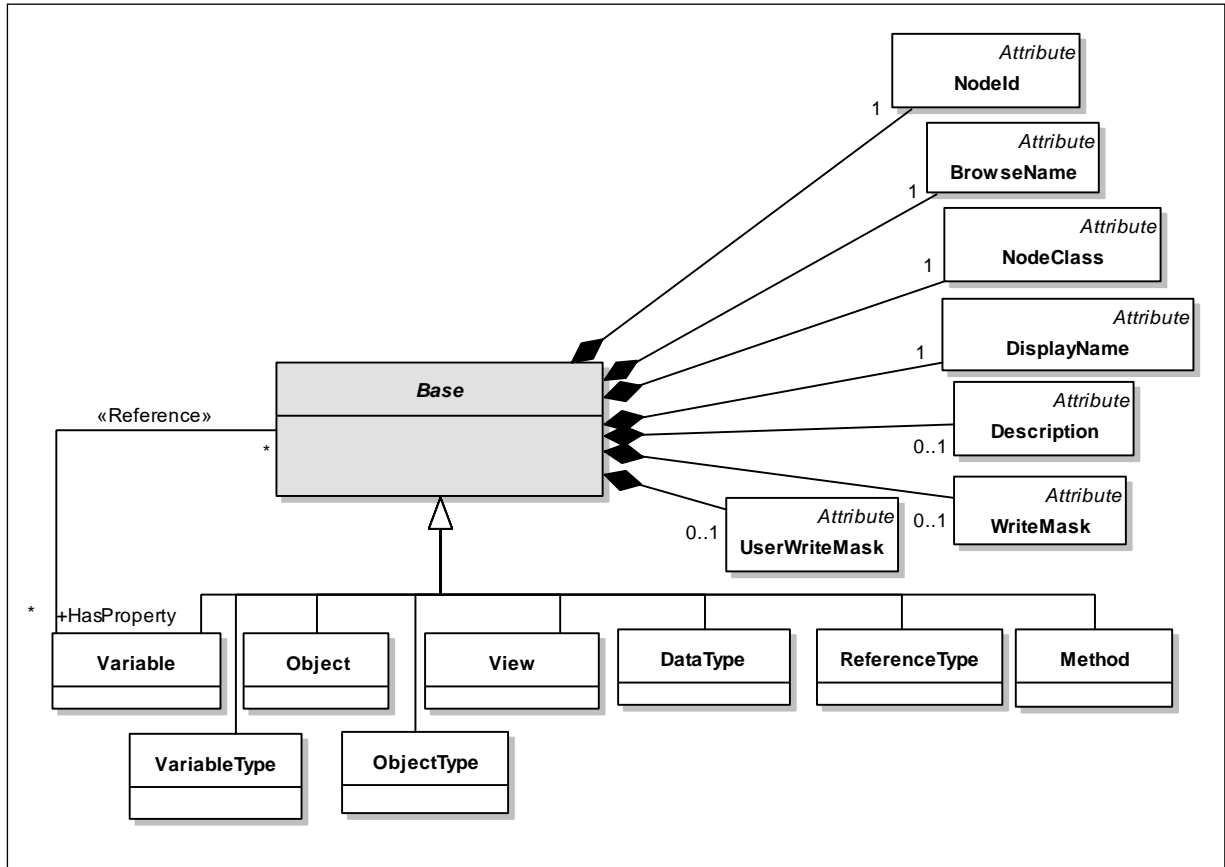 Attribute
NodeId
1
Attribute
BrowseName
1
Attribute
NodeClass
1
Attribute
DisplayName
1
Base
«Reference»
*
Attribute
Description
0..1
Attribute
WriteMask
0..1
Attribute
UserWriteMask
0..1
* +HasProperty
Variable
Object
View
DataType
ReferenceType
Method
VariableType
ObjectType